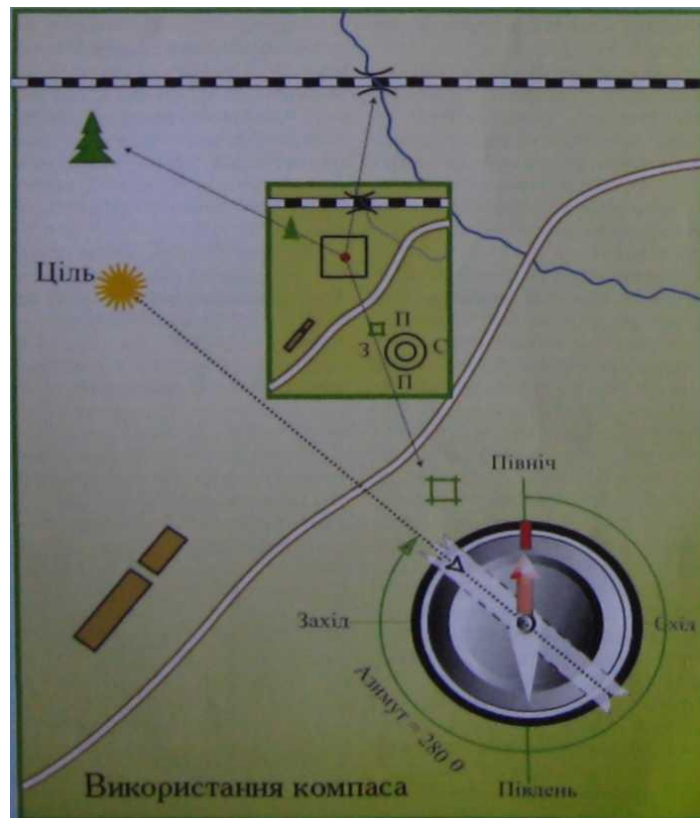 Ціль
П
З
С
П
Північ
Захід
Схід
Азимут = 280 0
Південь
Використання компаса